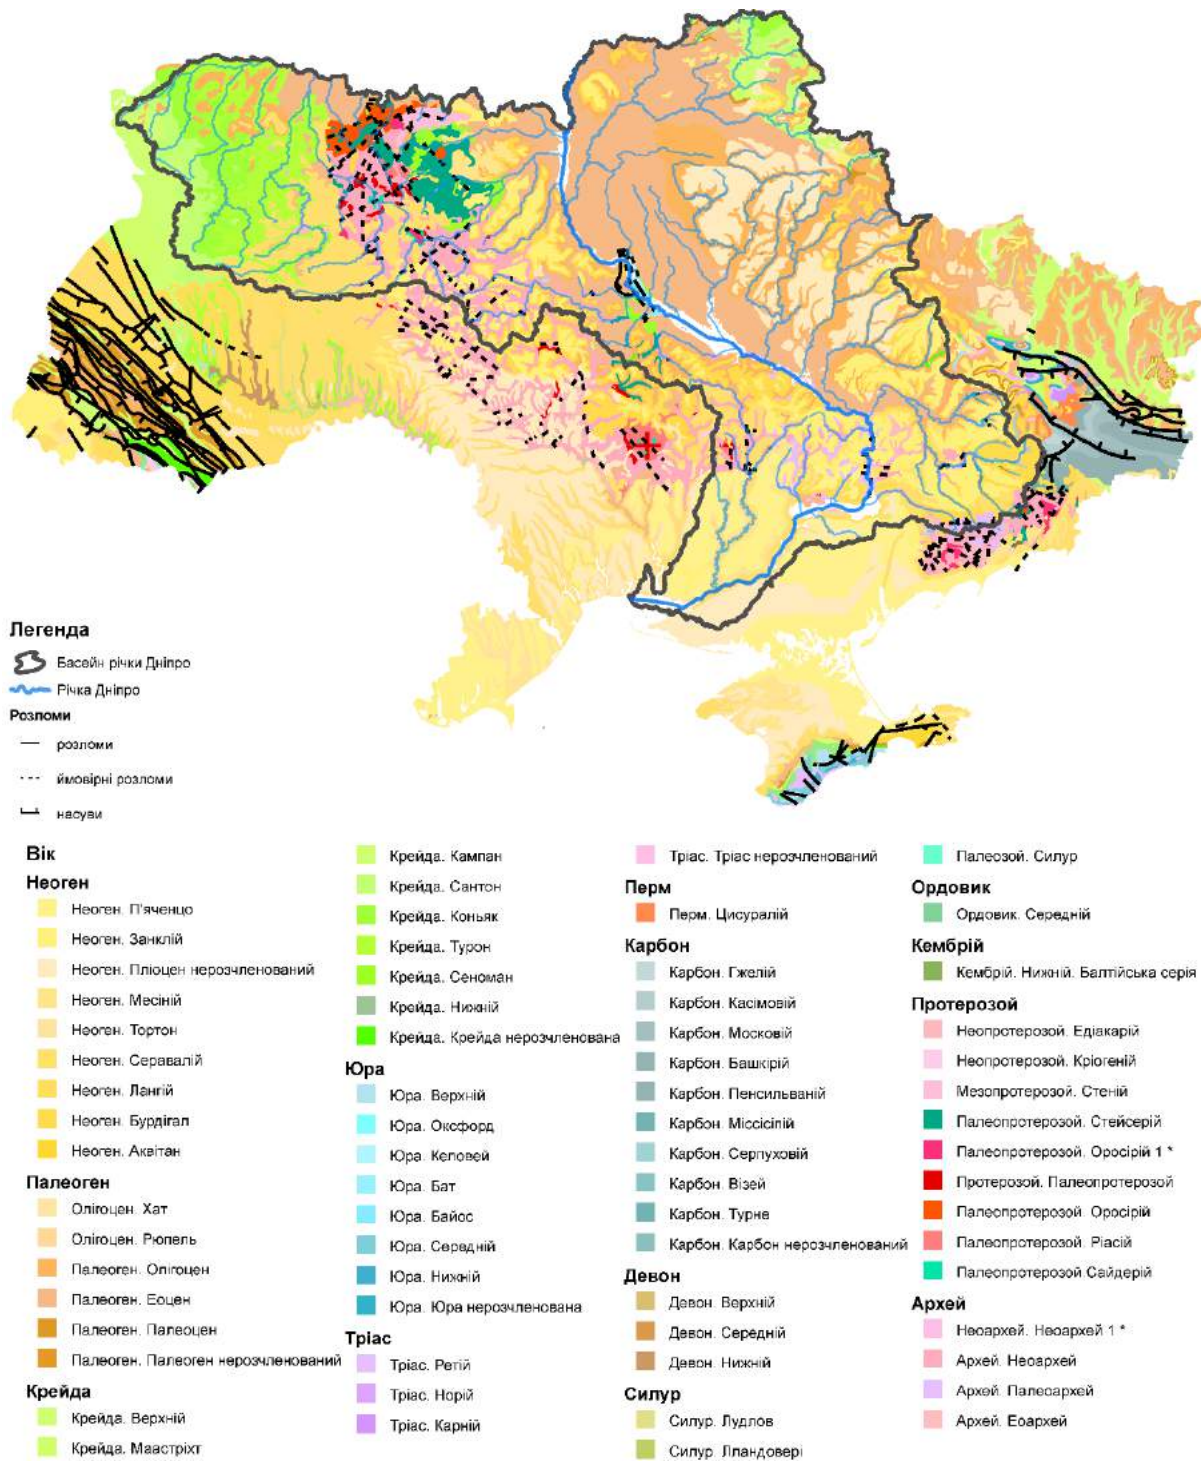 Легенда
Басейн річки Дніпро
Річка Дніпро
Розломи
розломи
ймовірні розломи
насуви
Вік
Неоген
Неоген. П'яченцо
Неоген. Занклій
Неоген. Пліоцен нерозчленований
Неоген. Месіній
Неоген. Тортон
Неоген. Серавалій
Неоген. Лангій
Неоген. Бурдігал
Неоген. Аквітан
Палеоген
Олігоцен. Хат
Олігоцен. Рюпель
Палеоген. Олігоцен
Палеоген. Еоцен
Палеоген. Палеоцен
Палеоген. Палеоген нерозчленований
Крейда
Крейда. Верхній
Крейда. Маастріхт
Крейда. Кампан
Крейда. Сантон
Крейда. Коньяк
Крейда. Турон
Крейда. Сеноман
Крейда. Нижній
Крейда. Крейда нерозчленована
Юра
Юра. Верхній
Юра. Оксфорд
Юра. Келовей
Юра. Бат
Юра. Байос
Юра. Середній
Юра. Нижній
Юра. Юра нерозчленована
Тріас
Тріас. Ретій
Тріас. Норій
Тріас. Карній
Тріас. Тріас нерозчленований
Перм
Перм. Цисуралій
Карбон
Карбон. Гжелій
Карбон. Касімовій
Карбон. Московій
Карбон. Башкірій
Карбон. Пенсильваній
Карбон. Міссісіпій
Карбон. Серпуховій
Карбон. Візей
Карбон. Турне
Карбон. Карбон нерозчленований
Девон
Девон. Верхній
Девон. Середній
Девон. Нижній
Силур
Силур. Лудлов
Силур. Лландовері
Палеозой. Силур
Ордовик
Ордовик. Середній
Кембрій
Кембрій. Нижній. Балтійська серія
Протерозой
Неопротерозой. Едіакарій
Неопротерозой. Кріогеній
Мезопротерозой. Стеній
Палеопротерозой. Стейсерій
Палеопротерозой. Оросірій 1 *
Протерозой. Палеопротерозой
Палеопротерозой. Оросірій
Палеопротерозой. Ріасій
Палеопротерозой Сайдерій
Архей
Неоархей. Неоархей 1 *
Архей. Неоархей
Архей. Палеоархей
Архей. Еоархей